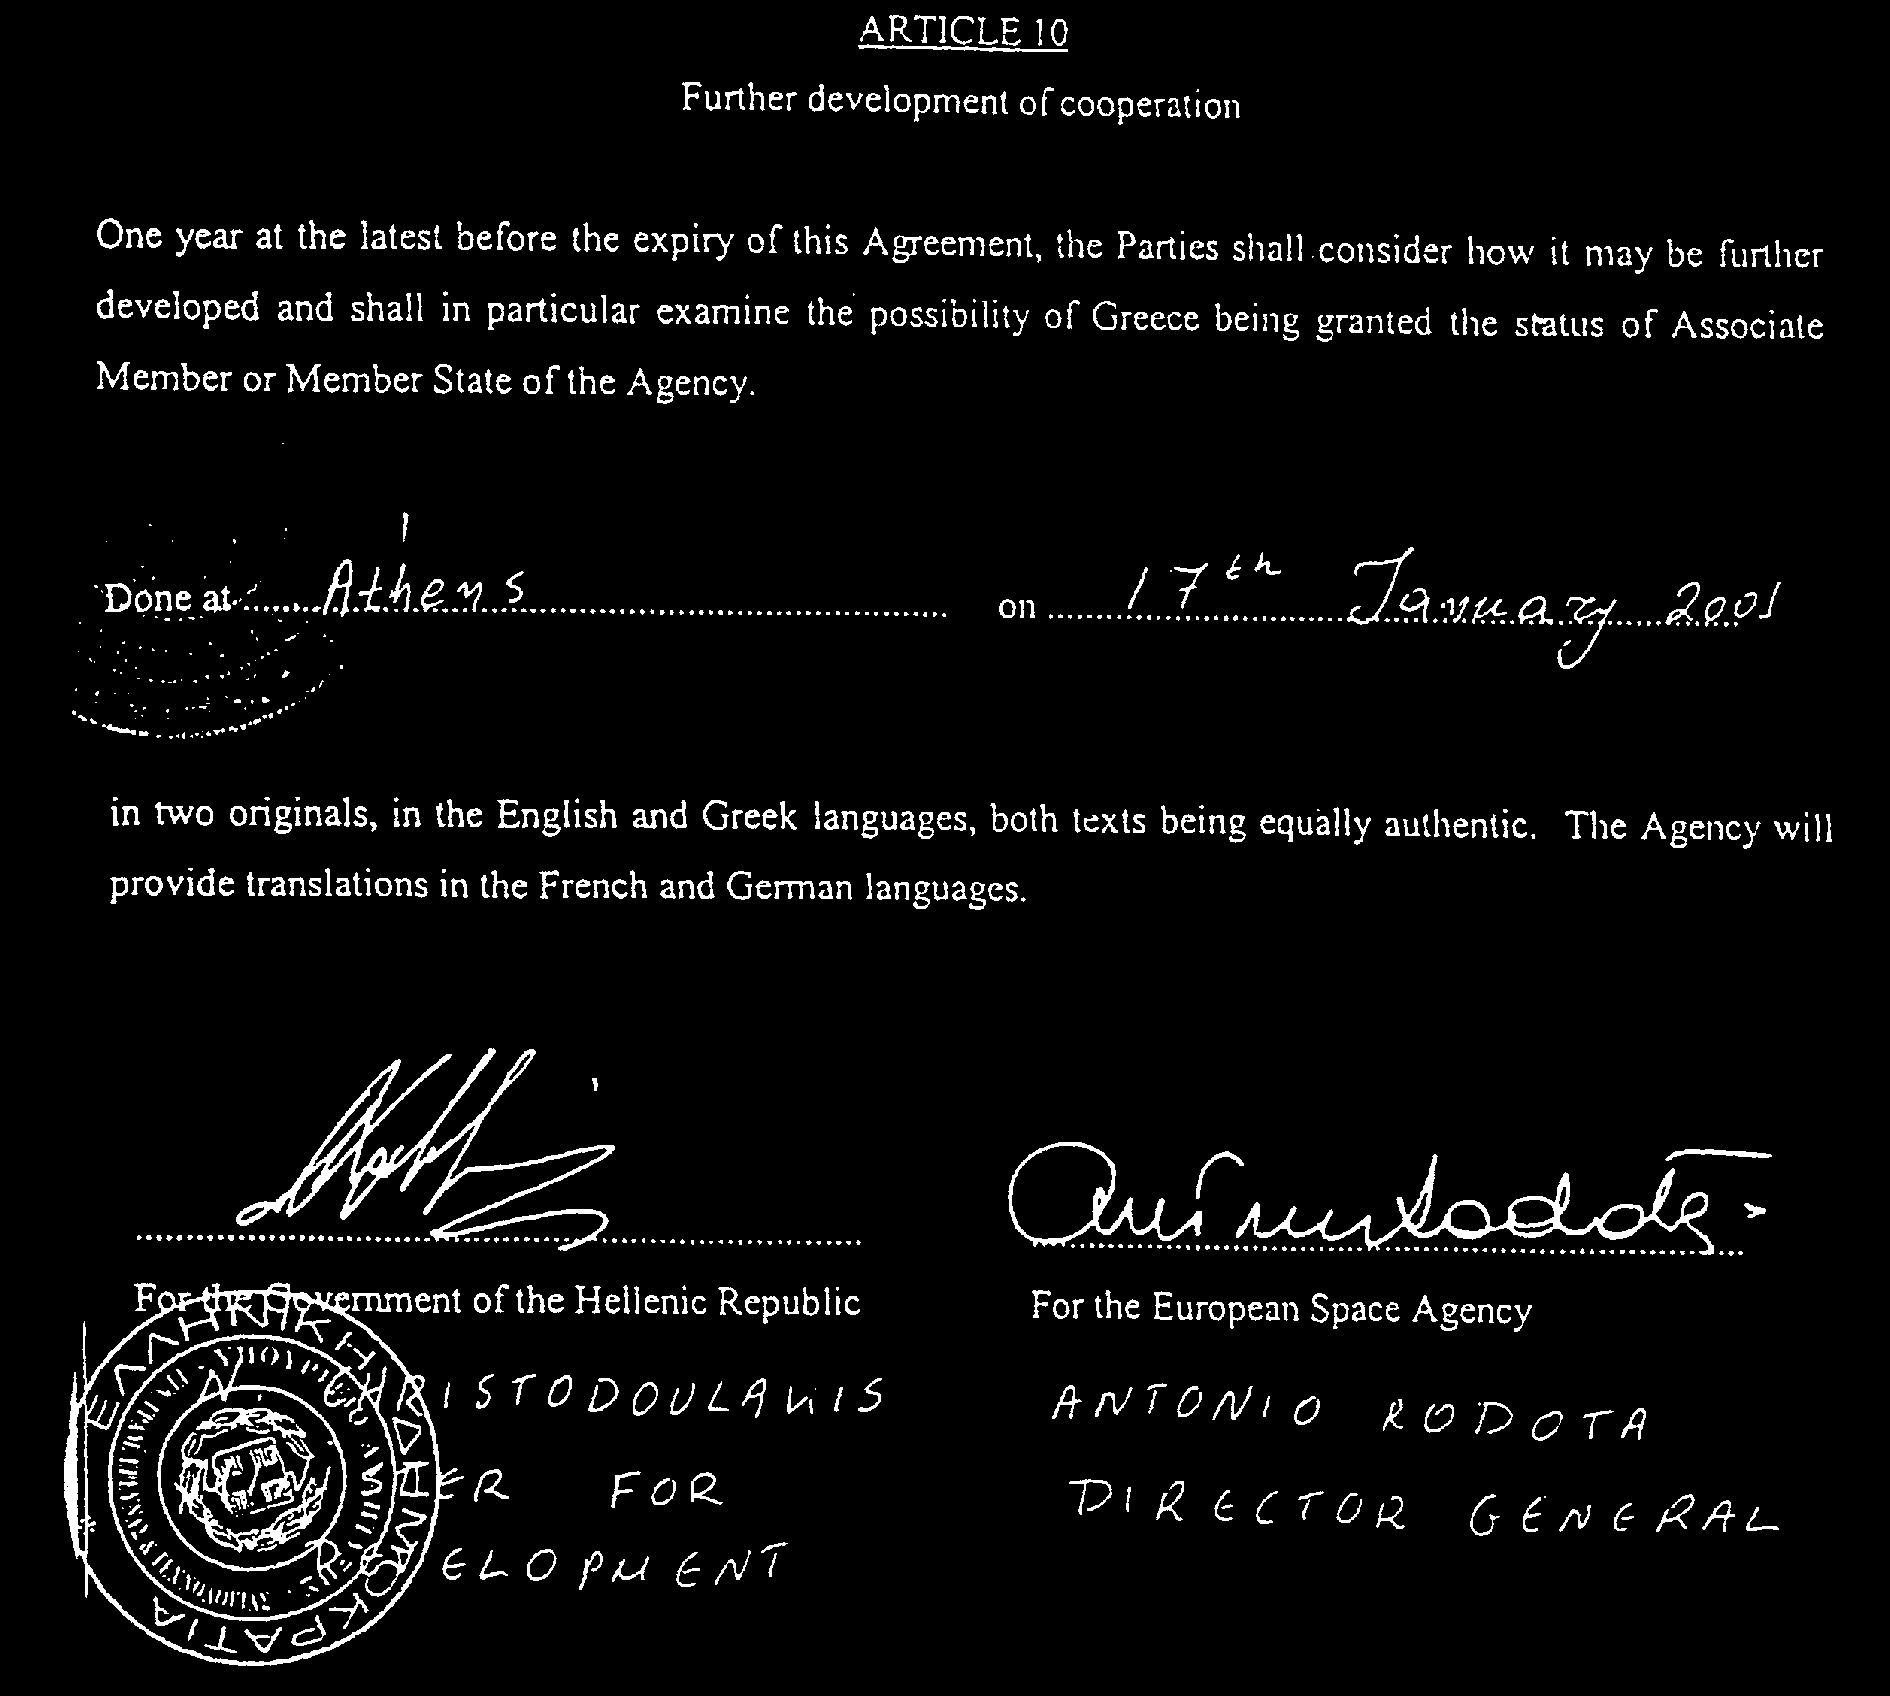 ARTICLE 10
Further development of cooperation
One year at the latest before the expiry of this Agreement, the Parties shall consider how it may be further
developed and shall in particular examine the possibility of Greece being granted the status of Associate
Member or Member State of the Agency.
Done at Athens on 17th January 2001
in two originals, in the English and Greek languages, both texts being equally authentic. The Agency will
provide translations in the French and German languages.
For the Government of the Hellenic Republic
N CHRISTODOULAKIS
FOR
For the European Space Agency
ANTONIO RODOTA
DIRECTOR GENERAL
ΕΛΛΗΝΙΚΗ ΔΗΜΟΚΡΑΤΙΑ